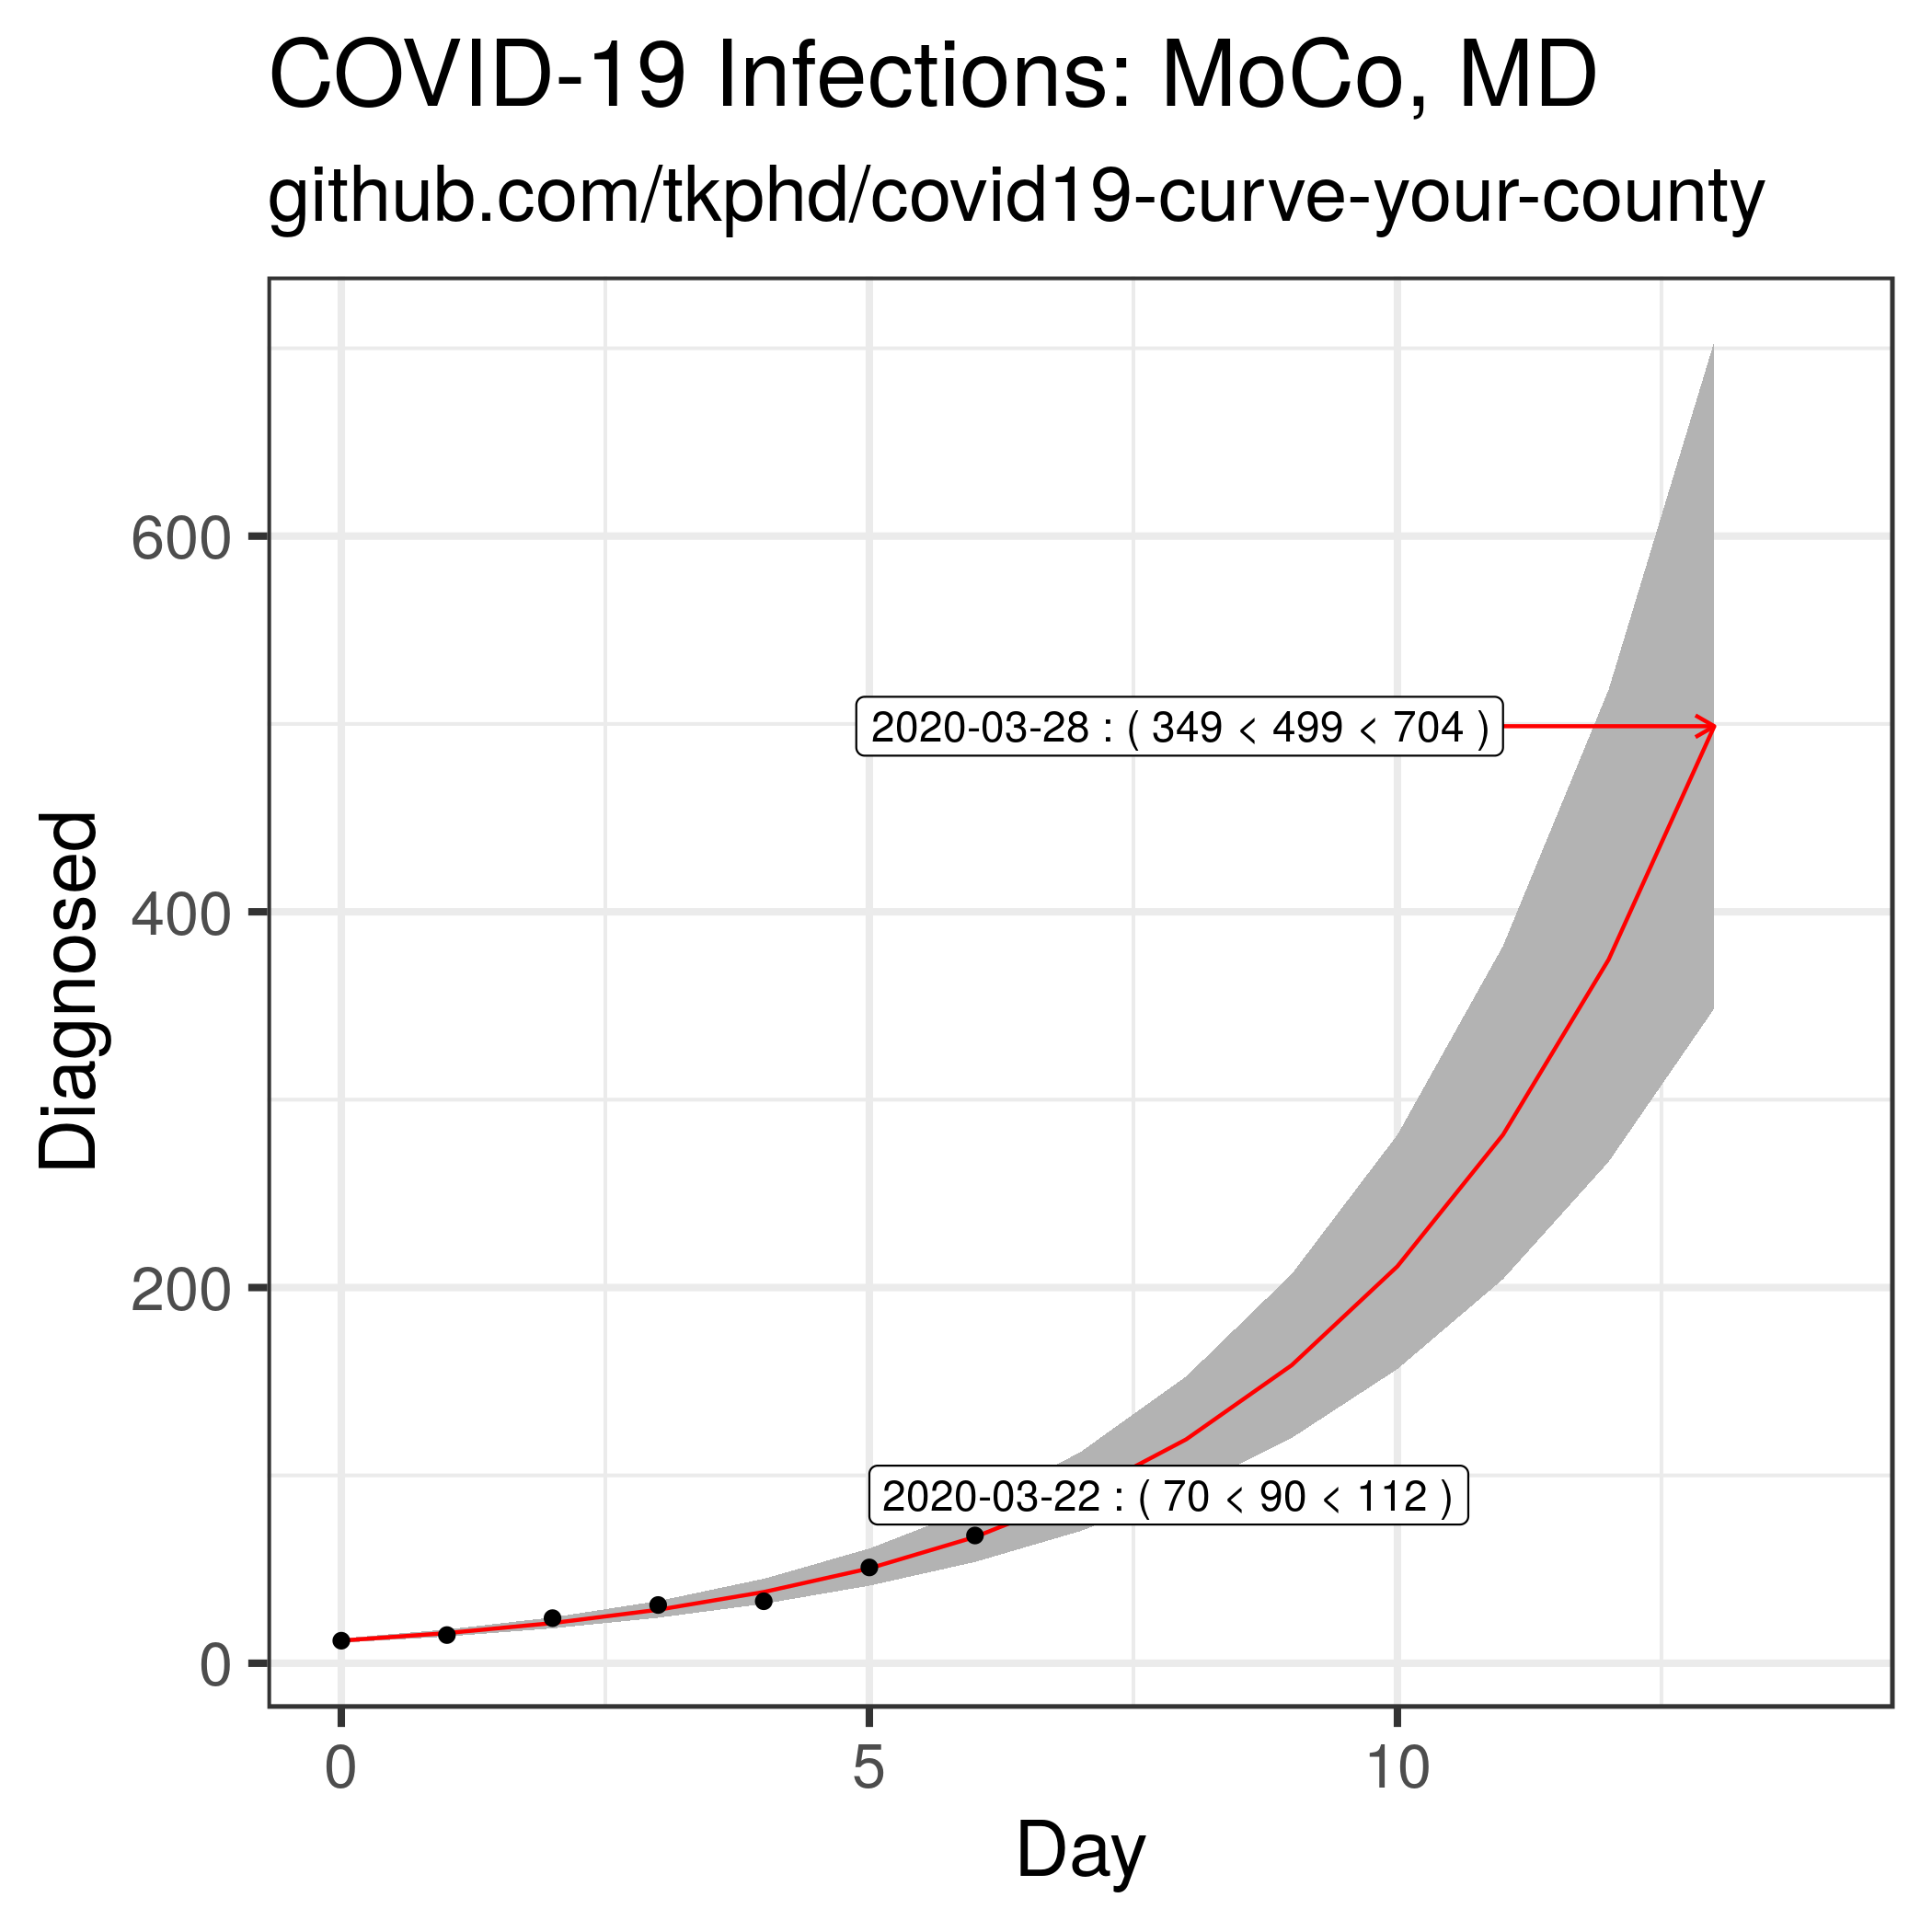 COVID-19 Infections: MoCo, MD
github.com/tkphd/covid19-curve-your-county
Diagnosed
600
400
200
0
2020-03-28 : ( 349 < 499 < 704 )
2020-03-22 : ( 70 < 90 < 112 )
0 5 10
Day